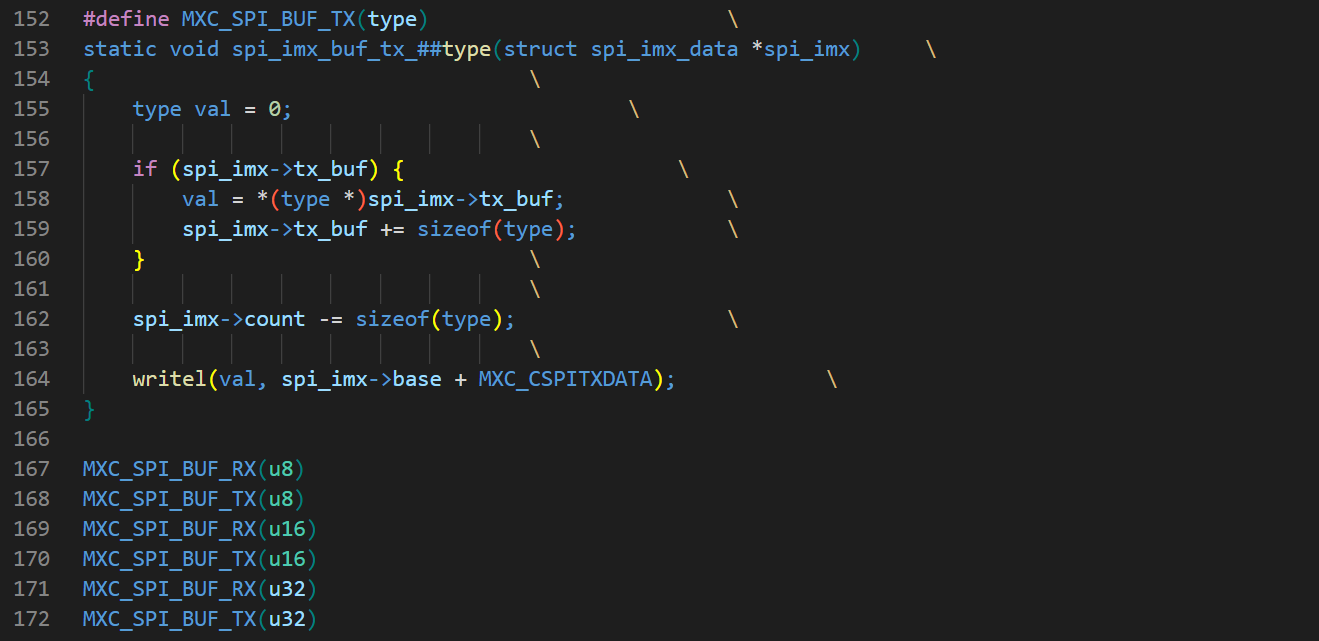 152 #define MXC_SPI_BUF_TX(type) \
153 static void spi_imx_buf_tx_##type(struct spi_imx_data *spi_imx) \
154 { \
155 type val = 0; \
156 \
157 if (spi_imx->tx_buf) { \
158 val = *(type *)spi_imx->tx_buf; \
159 spi_imx->tx_buf += sizeof(type); \
160 } \
161 \
162 spi_imx->count -= sizeof(type); \
163 \
164 writel(val, spi_imx->base + MXC_CSPITXDATA); \
165 }
166
167 MXC_SPI_BUF_RX(u8)
168 MXC_SPI_BUF_TX(u8)
169 MXC_SPI_BUF_RX(u16)
170 MXC_SPI_BUF_TX(u16)
171 MXC_SPI_BUF_RX(u32)
172 MXC_SPI_BUF_TX(u32)